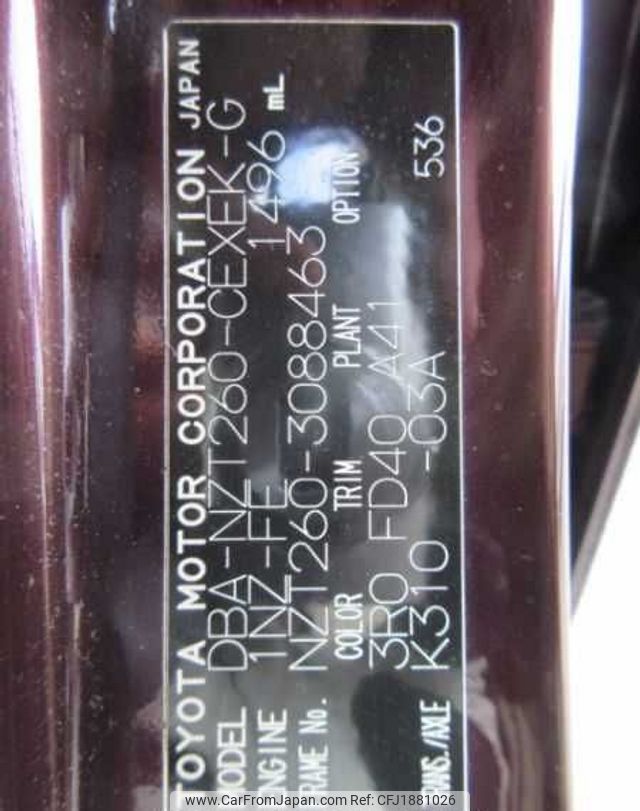 TOYOTA MOTOR CORPORATION JAPAN
MODEL DBA-NZT260-CEXEK-G
ENGINE 1NZ-FE 1496 mL
FRAME No. NZT260-3088463
COLOR TRIM PLANT OPTION
3R0 FD40 A41 536
TRANS./AXLE K310 -03A
www.CarFromJapan.com © CarFromJapan CFJ1881026